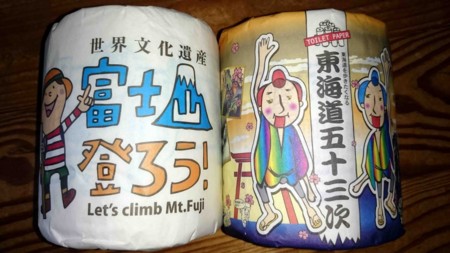 世界文化遺産
富士山
登ろう!
Let's climb Mt.Fuji
TOILET PAPER
東海道五十三次